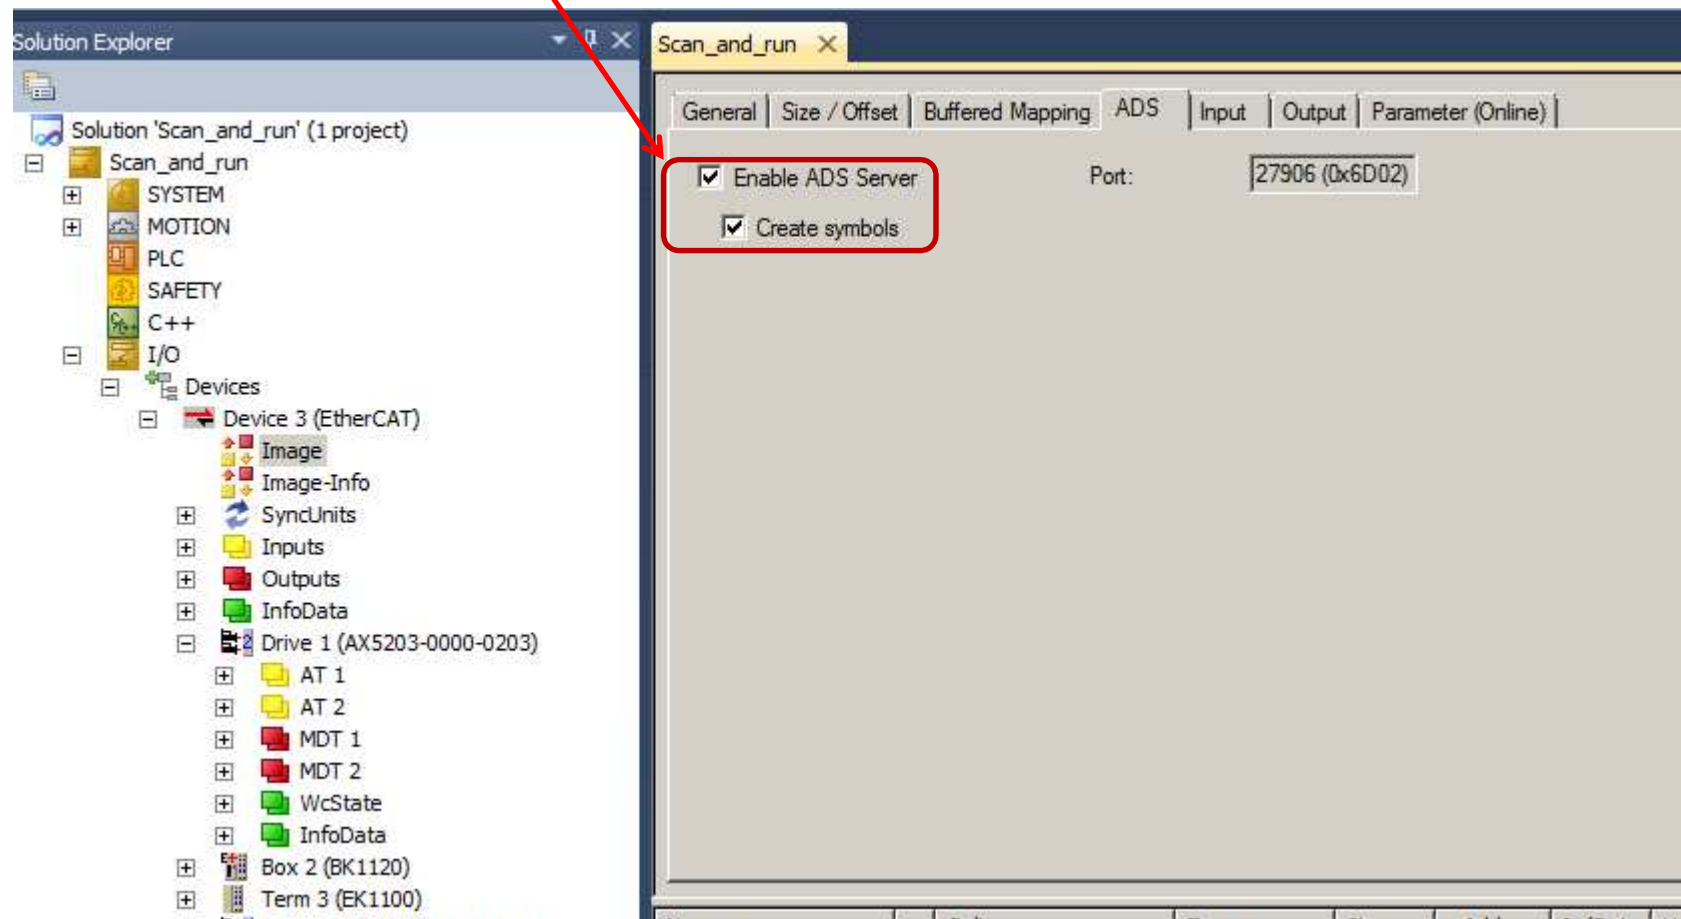 Solution Explorer
Solution 'Scan_and_run' (1 project)
Scan_and_run
SYSTEM
MOTION
PLC
SAFETY
C++
I/O
Devices
Device 3 (EtherCAT)
Image
Image-Info
SyncUnits
Inputs
Outputs
InfoData
Drive 1 (AX5203-0000-0203)
AT 1
AT 2
MDT 1
MDT 2
WcState
InfoData
Box 2 (BK1120)
Term 3 (EK1100)
Scan_and_run
General Size / Offset Buffered Mapping ADS Input Output Parameter (Online)
Enable ADS Server Port: 27906 (0x6D02)
Create symbols